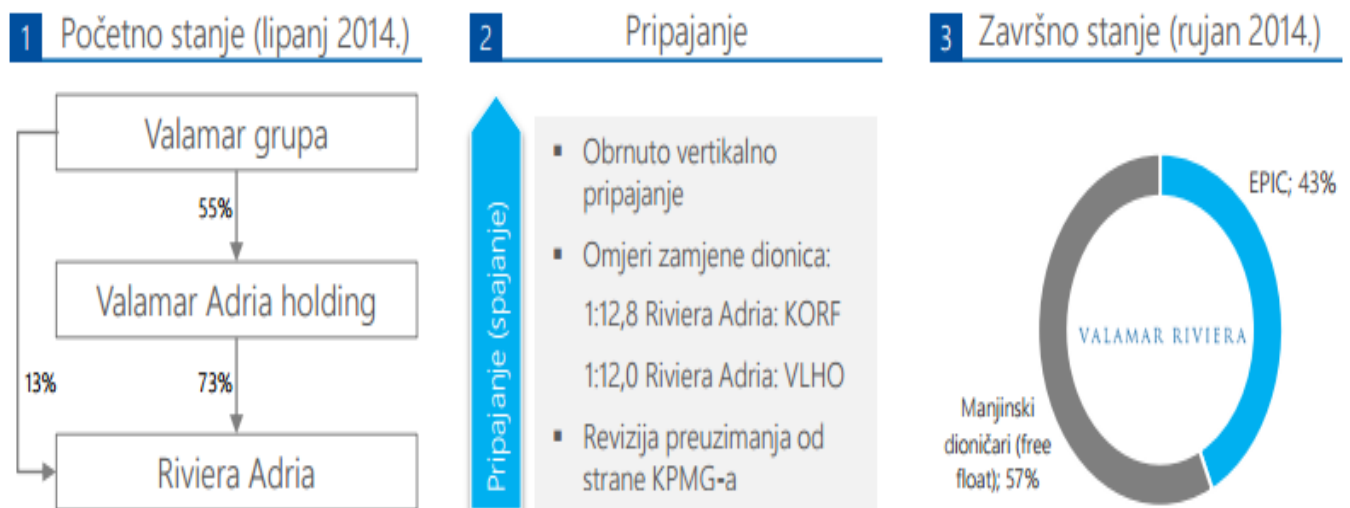 1 Početno stanje (lipanj 2014.)
Valamar grupa
55%
Valamar Adria holding
13%
73%
Riviera Adria
2 Pripajanje
Pripajanje (spajanje)
▪ Obrnuto vertikalno
pripajanje
▪ Omjeri zamjene dionica:
1:12,8 Riviera Adria: KORF
1:12,0 Riviera Adria: VLHO
▪ Revizija preuzimanja od
strane KPMG-a
3 Završno stanje (rujan 2014.)
EPIC; 43%
VALAMAR RIVIERA
Manjinski
dioničari (free
float); 57%